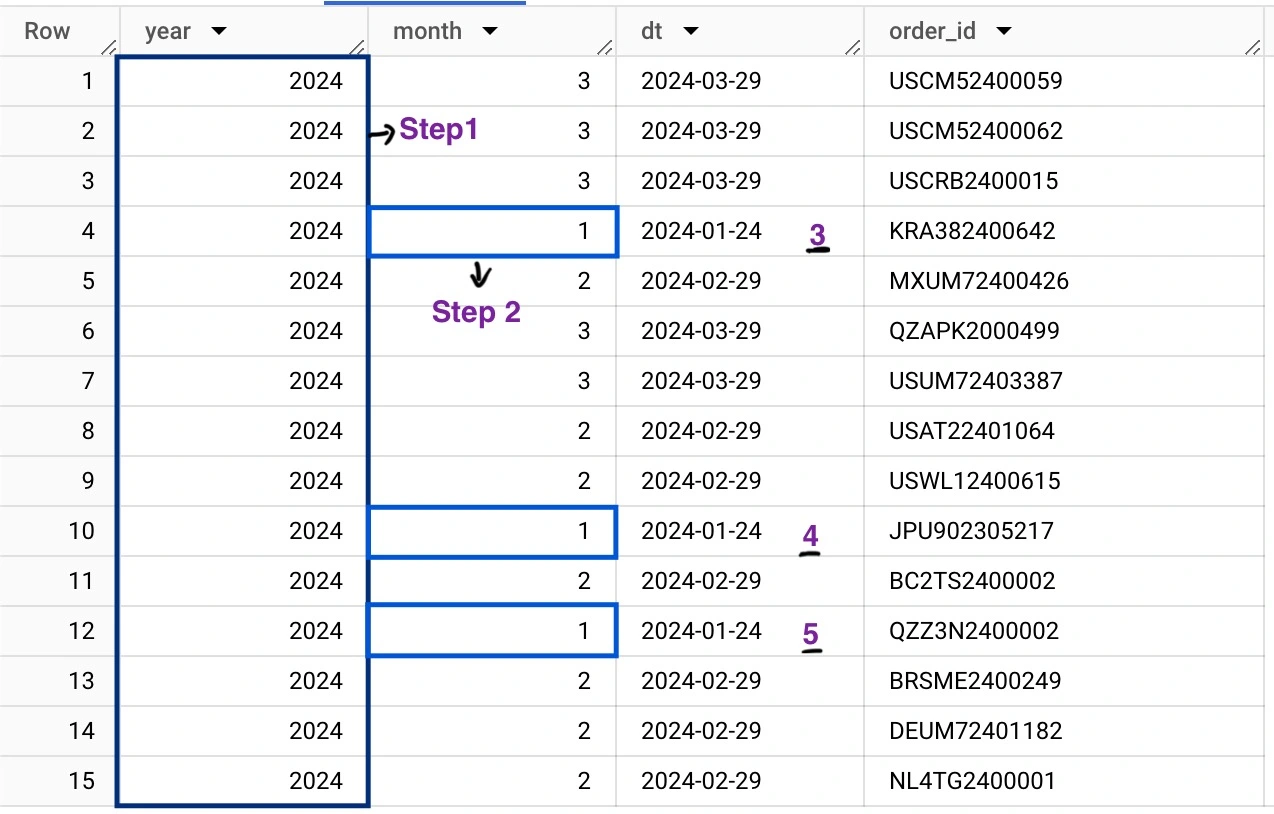 Row year month dt order_id
1 2024 3 2024-03-29 USCM52400059
2 2024 Step1 3 2024-03-29 USCM52400062
3 2024 3 2024-03-29 USCRB2400015
4 2024 1 2024-01-24 3 KRA382400642
5 2024 2 2024-02-29 MXUM72400426
Step 2
6 2024 3 2024-03-29 QZAPK2000499
7 2024 3 2024-03-29 USUM72403387
8 2024 2 2024-02-29 USAT22401064
9 2024 2 2024-02-29 USWL12400615
10 2024 1 2024-01-24 4 JPU902305217
11 2024 2 2024-02-29 BC2TS2400002
12 2024 1 2024-01-24 5 QZZ3N2400002
13 2024 2 2024-02-29 BRSME2400249
14 2024 2 2024-02-29 DEUM72401182
15 2024 2 2024-02-29 NL4TG2400001